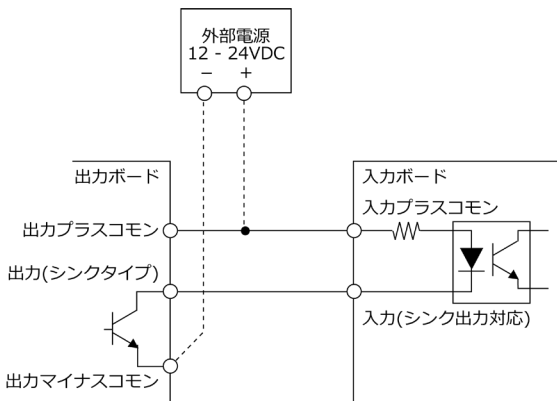 外部電源
12 - 24VDC
− +
出力ボード
入力ボード
出力プラスコモン
入力プラスコモン
出力(シンクタイプ)
入力(シンク出力対応)
出力マイナスコモン